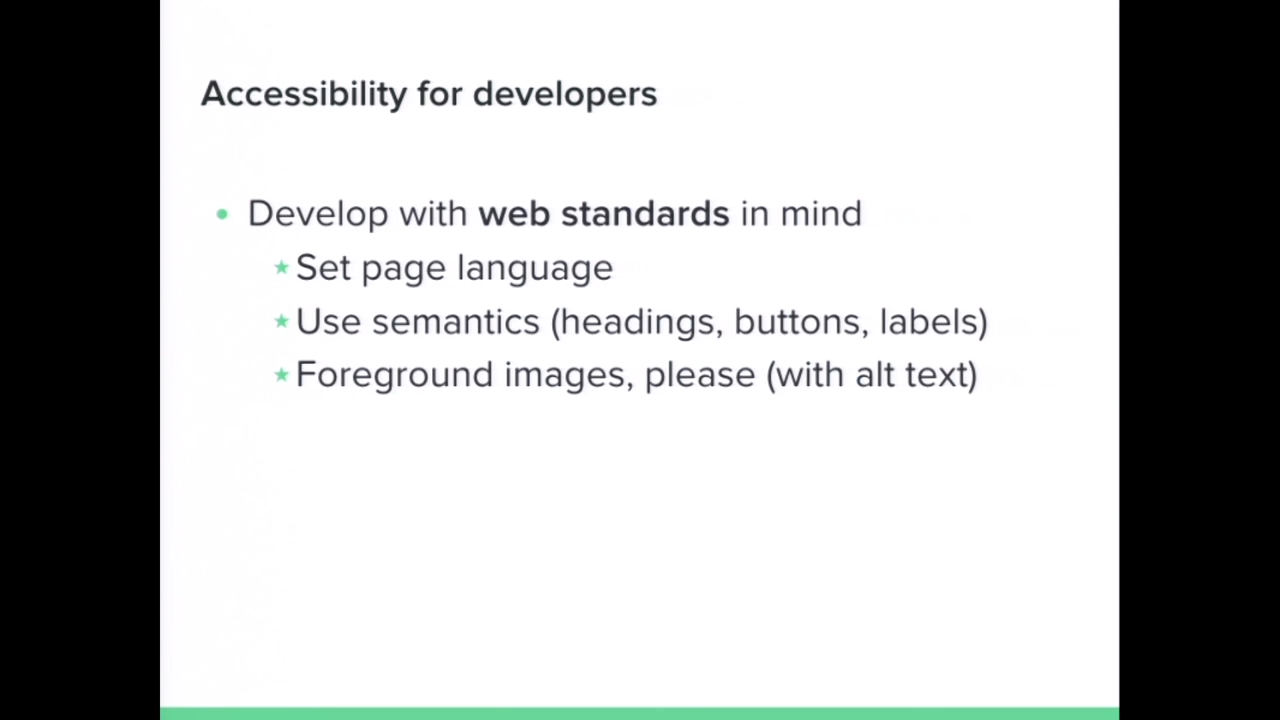 Accessibility for developers
• Develop with web standards in mind
★ Set page language
★ Use semantics (headings, buttons, labels)
★ Foreground images, please (with alt text)